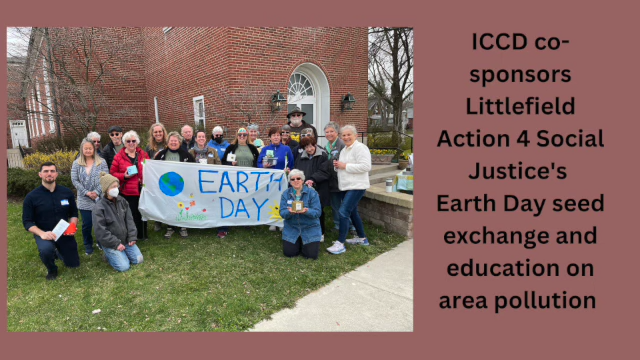 ICCD co-
sponsors
Littlefield
Action 4 Social
Justice's
Earth Day seed
exchange and
education on
area pollution
EARTH
DAY